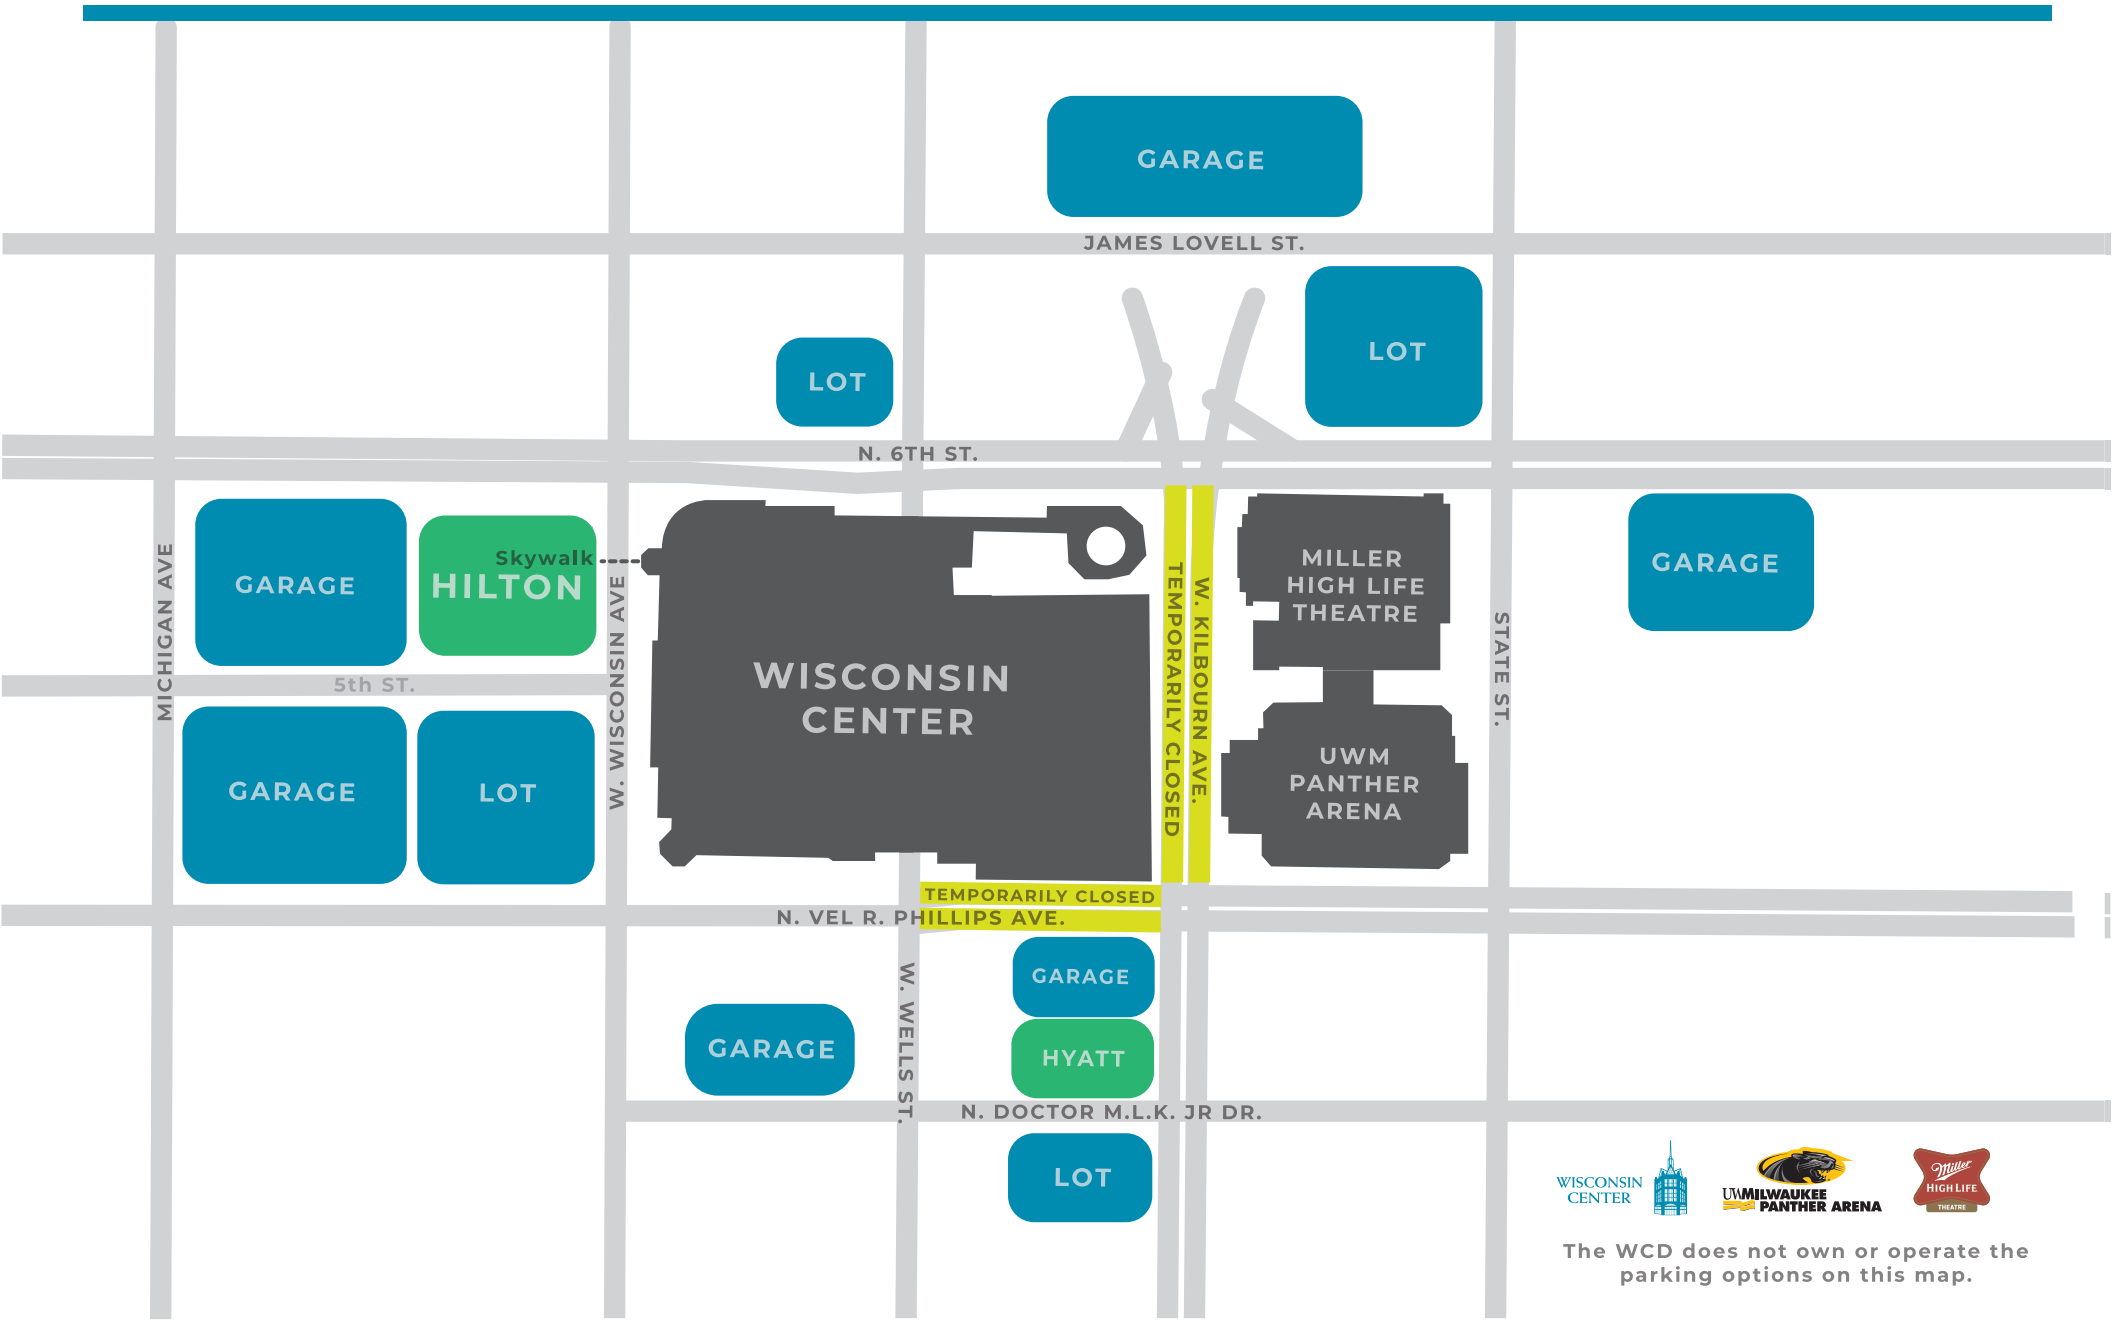 GARAGE
JAMES LOVELL ST.
LOT
LOT
N. 6TH ST.
MICHIGAN AVE
GARAGE
Skywalk
HILTON
W. WISCONSIN AVE
5th ST.
GARAGE
LOT
WISCONSIN
CENTER
TEMPORARILY CLOSED
W. KILBOURN AVE.
MILLER
HIGH LIFE
THEATRE
UWM
PANTHER
ARENA
STATE ST.
GARAGE
TEMPORARILY CLOSED
N. VEL R. PHILLIPS AVE.
W. WELLS ST.
GARAGE
GARAGE
HYATT
N. DOCTOR M.L.K. JR DR.
LOT
WISCONSIN
CENTER
UWMILWAUKEE
PANTHER ARENA
Miller
HIGH LIFE
THEATRE
The WCD does not own or operate the
parking options on this map.